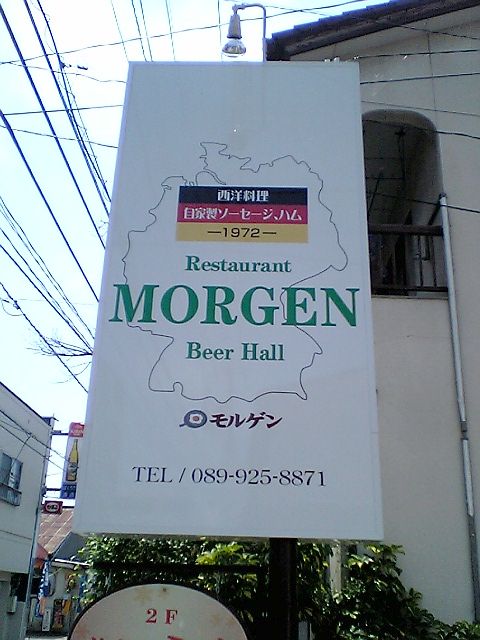 西洋料理
自家製ソーセージ、ハム
—1972—
Restaurant
MORGEN
Beer Hall
モルゲン
TEL / 089-925-8871
2F